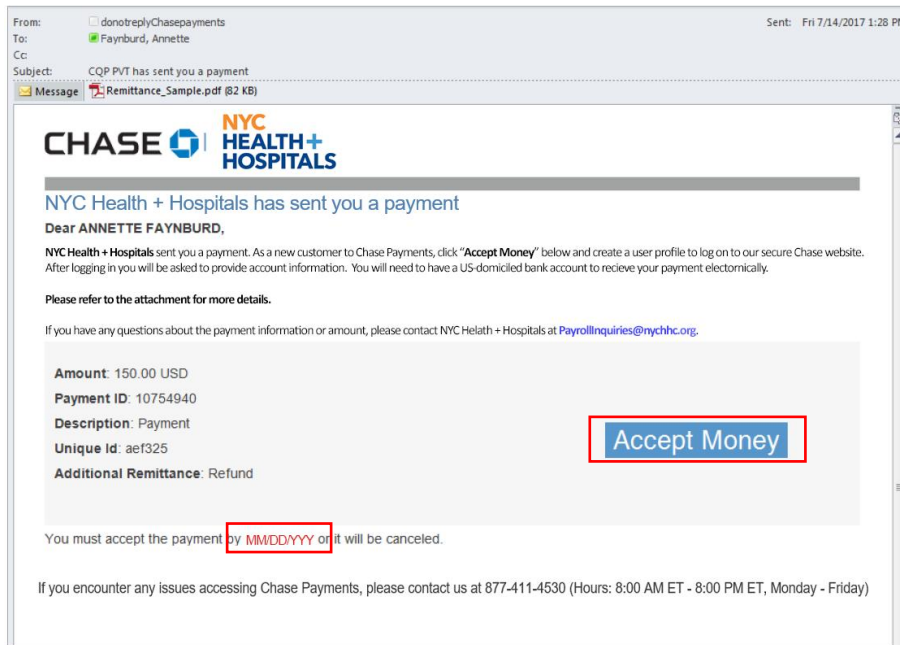 From: donotreplyChasepayments Sent: Fri 7/14/2017 1:28 PM
To: Faynburd, Annette
Cc:
Subject: CQP PVT has sent you a payment
Message Remittance_Sample.pdf (82 KB)
CHASE NYC HEALTH+ HOSPITALS
NYC Health + Hospitals has sent you a payment
Dear ANNETTE FAYNBURD,
NYC Health + Hospitals sent you a payment. As a new customer to Chase Payments, click “Accept Money” below and create a user profile to log on to our secure Chase website.
After logging in you will be asked to provide account information. You will need to have a US-domiciled bank account to recieve your payment electornically.
Please refer to the attachment for more details.
If you have any questions about the payment information or amount, please contact NYC Helath + Hospitals at PayrollInquiries@nychhc.org.
Amount: 150.00 USD
Payment ID: 10754940
Description: Payment
Unique Id: aef325
Additional Remittance: Refund
Accept Money
You must accept the payment by MM/DD/YYY or it will be canceled.
If you encounter any issues accessing Chase Payments, please contact us at 877-411-4530 (Hours: 8:00 AM ET - 8:00 PM ET, Monday - Friday)